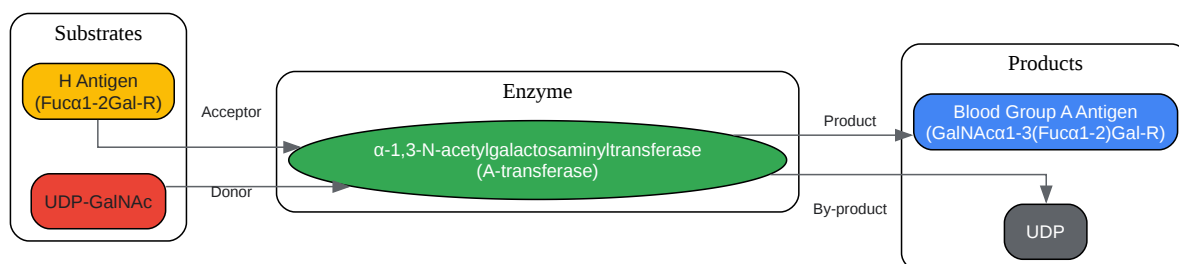 Substrates
H Antigen
(Fucα1-2Gal-R)
UDP-GalNAc
Acceptor
Donor
Enzyme
α-1,3-N-acetylgalactosaminyltransferase
(A-transferase)
Product
By-product
Products
Blood Group A Antigen
(GalNAcα1-3(Fucα1-2)Gal-R)
UDP